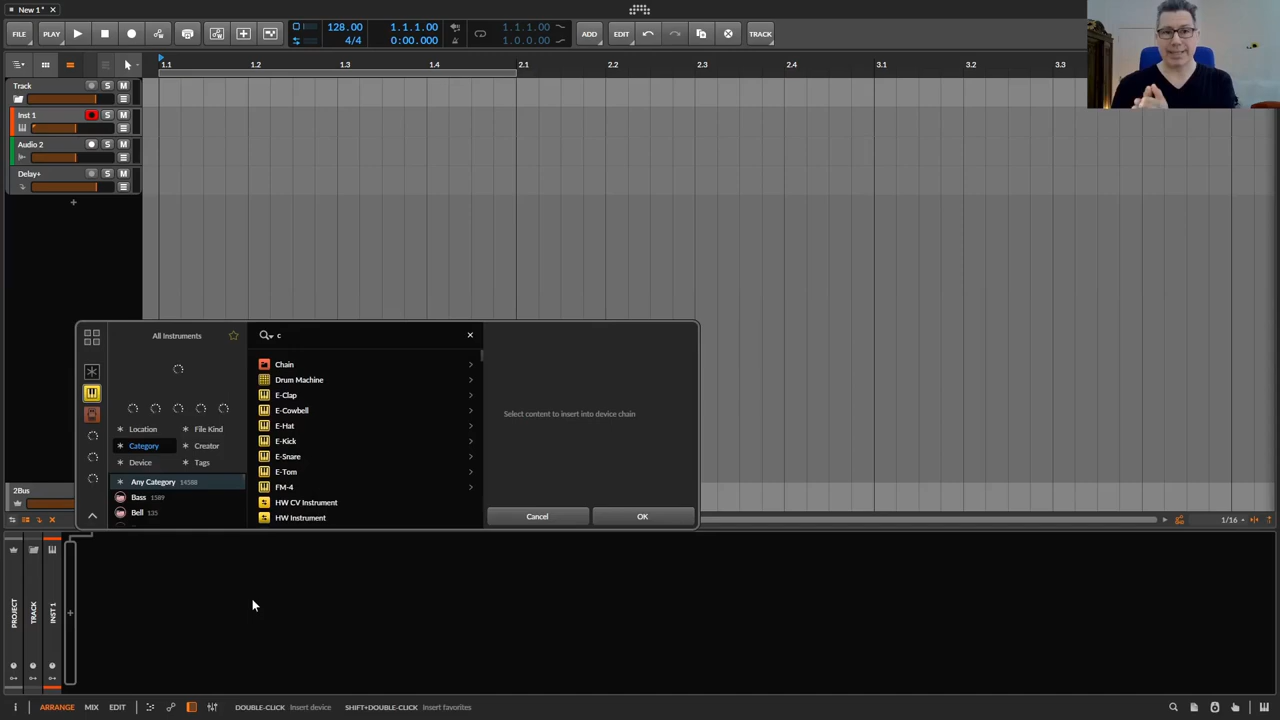 New 1* ×
FILE PLAY 128.00 1.1.1.00 1.1.1.00 ADD EDIT TRACK
4/4 0:00.000 1.0.0.00
1.1 1.2 1.3 1.4 2.1 2.2 2.3 2.4 3.1 3.2 3.3
Track S M
Inst 1 S M
Audio 2 S M
Delay+ S M
+
All Instruments c ×
Chain
Drum Machine
E-Clap
E-Cowbell
E-Hat
E-Kick
E-Snare
E-Tom
FM-4
HW CV Instrument
HW Instrument
Location File Kind
Category Creator
Device Tags
Any Category 14588
Bass 1589
Bell 135
Select content to insert into device chain
Cancel OK
2Bus
1/16
PROJECT
TRACK
INST 1
+
i ARRANGE MIX EDIT DOUBLE-CLICK Insert device SHIFT+DOUBLE-CLICK Insert favorites